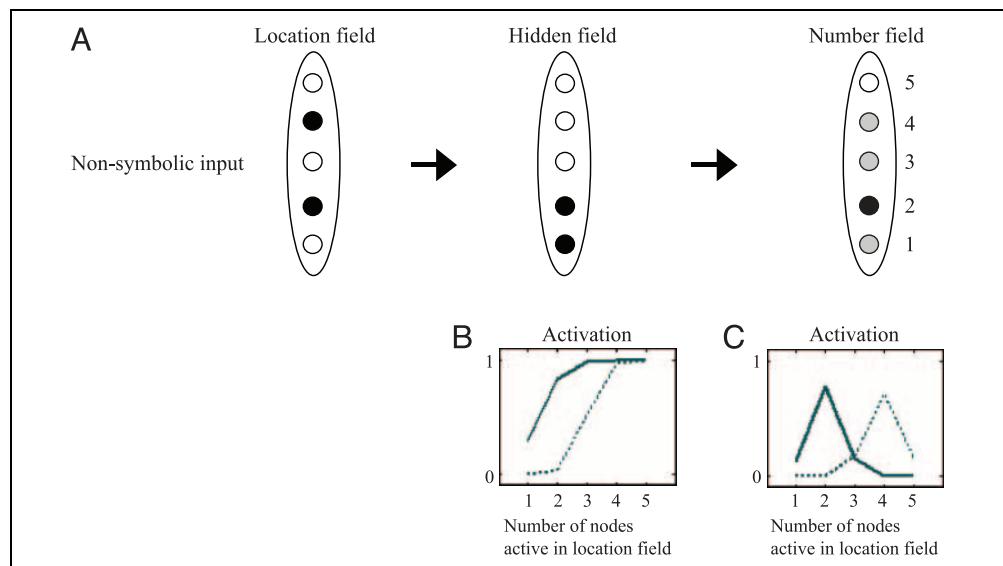 A
Location field
Hidden field
Number field
Non-symbolic input
5
4
3
2
1
B
Activation
1
0
1 2 3 4 5
Number of nodes
active in location field
C
Activation
1
0
1 2 3 4 5
Number of nodes
active in location field